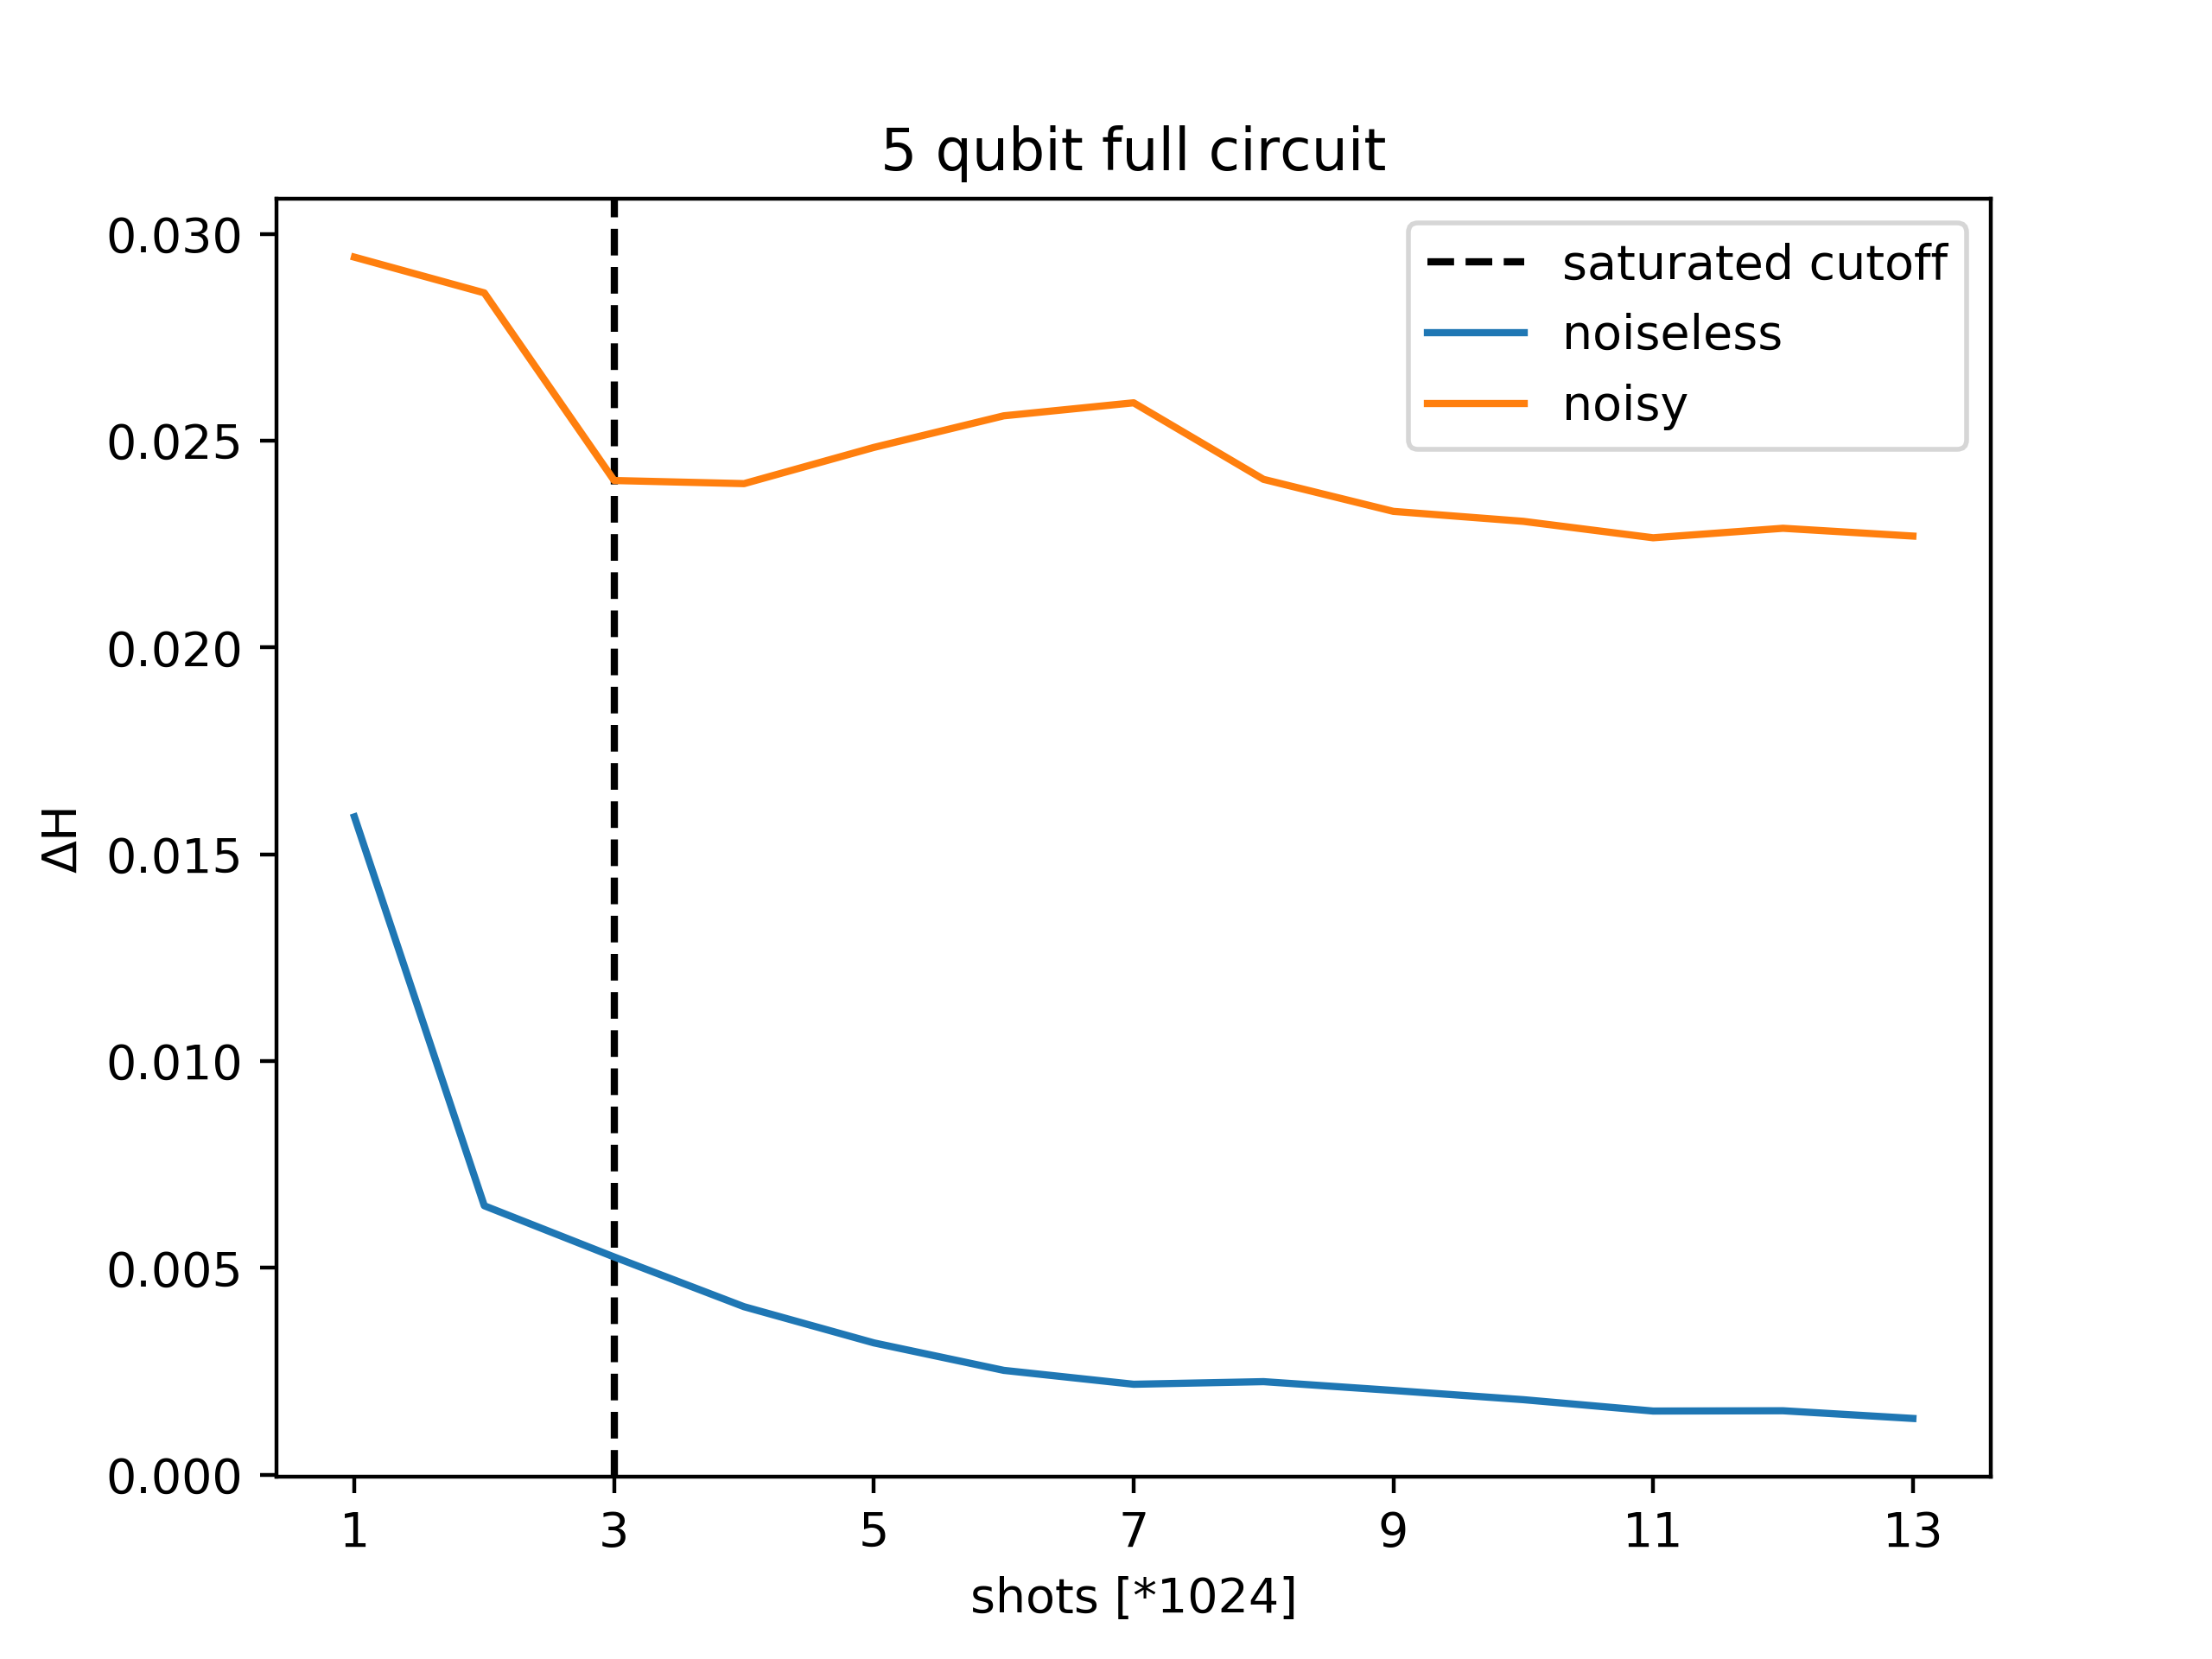 5 qubit full circuit
saturated cutoff
noiseless
noisy
0.030
0.025
0.020
0.015
0.010
0.005
0.000
ΔH
1 3 5 7 9 11 13
shots [*1024]